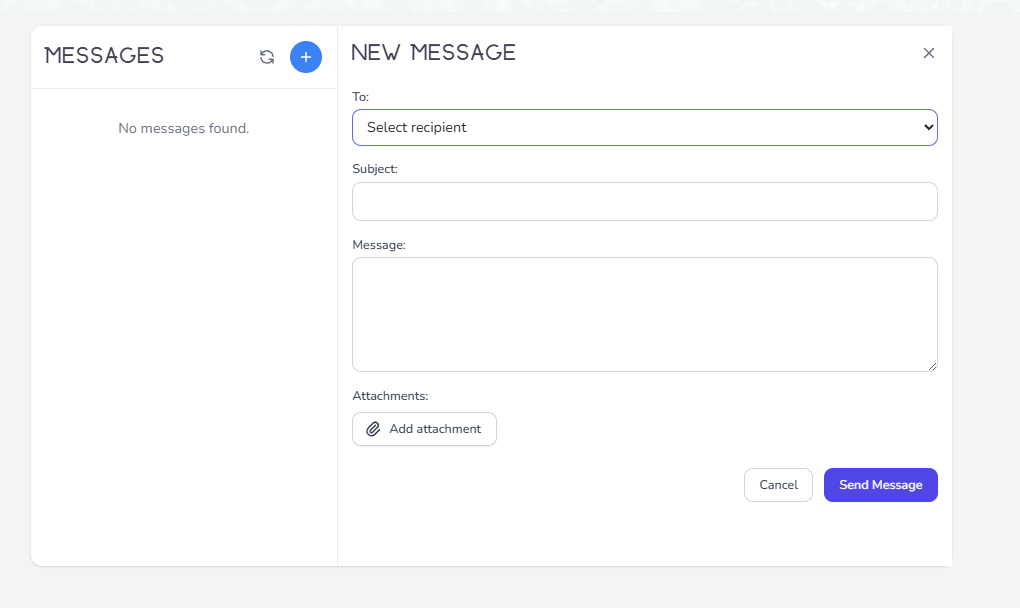 MESSAGES
No messages found.
NEW MESSAGE
To:
Select recipient
Subject:
Message:
Attachments:
Add attachment
Cancel
Send Message